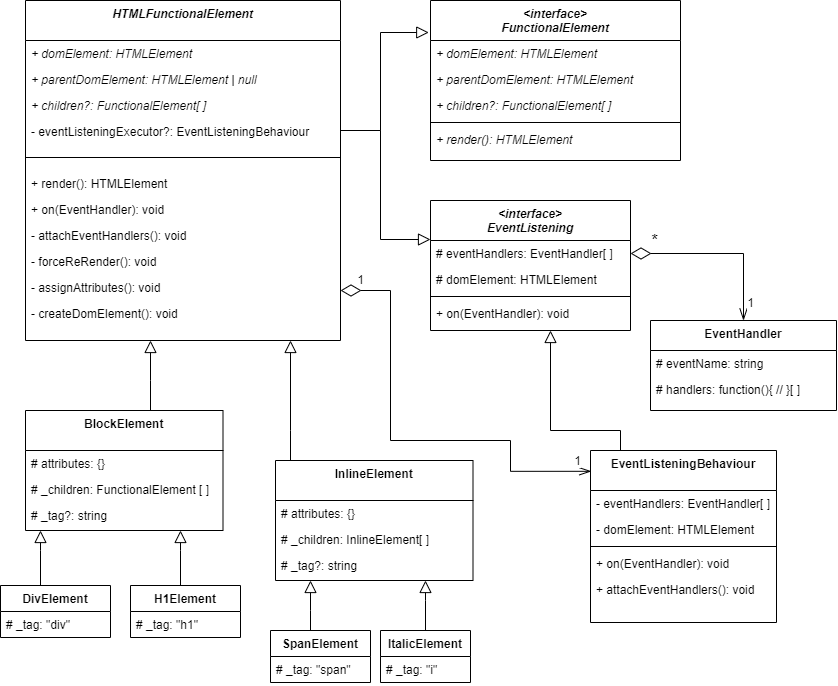 HTMLFunctionalElement
+ domElement: HTMLElement
+ parentDomElement: HTMLElement | null
+ children?: FunctionalElement[ ]
- eventListeningExecutor?: EventListeningBehaviour
+ render(): HTMLElement
+ on(EventHandler): void
- attachEventHandlers(): void
- forceReRender(): void
- assignAttributes(): void
- createDomElement(): void
<interface>
FunctionalElement
+ domElement: HTMLElement
+ parentDomElement: HTMLElement
+ children?: FunctionalElement[ ]
+ render(): HTMLElement
<interface>
EventListening
# eventHandlers: EventHandler[ ]
# domElement: HTMLElement
+ on(EventHandler): void
*
1
1
EventHandler
# eventName: string
# handlers: function(){ // }[ ]
BlockElement
# attributes: {}
# _children: FunctionalElement [ ]
# _tag?: string
InlineElement
# attributes: {}
# _children: InlineElement[ ]
# _tag?: string
1
EventListeningBehaviour
- eventHandlers: EventHandler[ ]
- domElement: HTMLElement
+ on(EventHandler): void
+ attachEventHandlers(): void
DivElement
# _tag: "div"
H1Element
# _tag: "h1"
SpanElement
# _tag: "span"
ItalicElement
# _tag: "i"